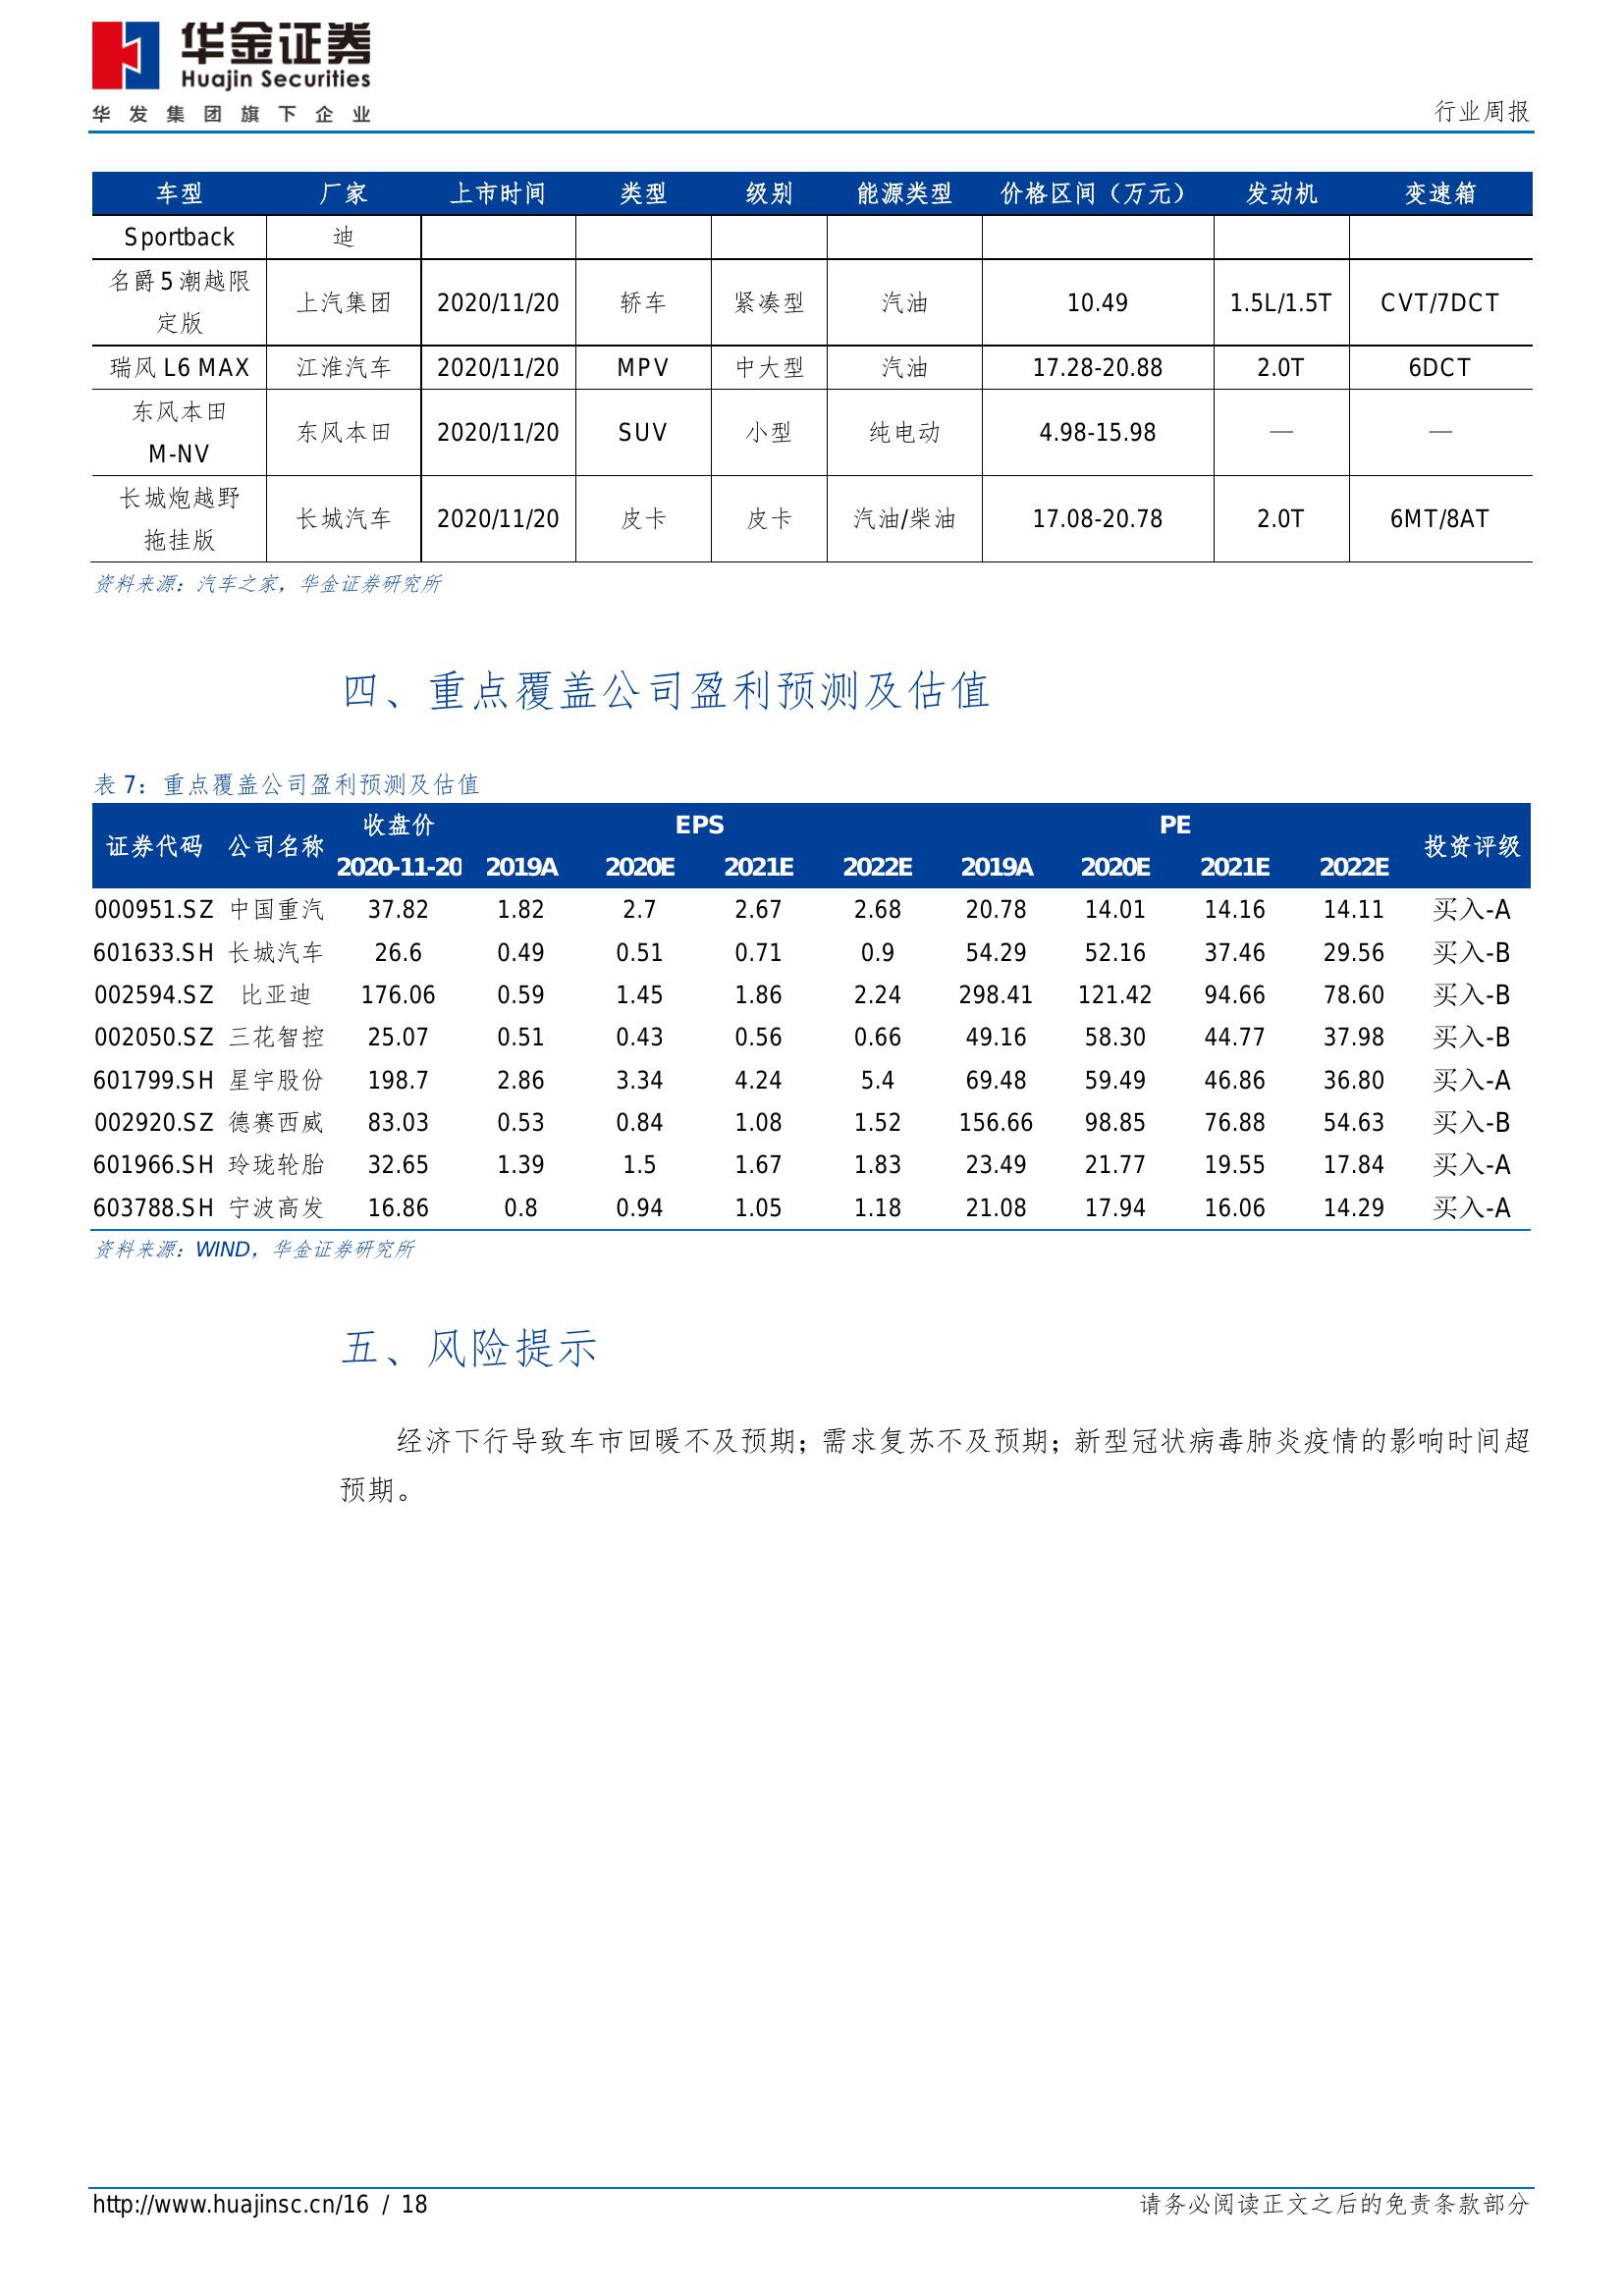 华金证券
Huajin Securities
华发集团旗下企业
行业周报
车型 厂家 上市时间 类型 级别 能源类型 价格区间（万元） 发动机 变速箱
Sportback 迪
名爵 5 潮越限
定版 上汽集团 2020/11/20 轿车 紧凑型 汽油 10.49 1.5L/1.5T CVT/7DCT
瑞风 L6 MAX 江淮汽车 2020/11/20 MPV 中大型 汽油 17.28-20.88 2.0T 6DCT
东风本田
M-NV 东风本田 2020/11/20 SUV 小型 纯电动 4.98-15.98 — —
长城炮越野
拖挂版 长城汽车 2020/11/20 皮卡 皮卡 汽油/柴油 17.08-20.78 2.0T 6MT/8AT
资料来源：汽车之家，华金证券研究所
四、重点覆盖公司盈利预测及估值
表 7：重点覆盖公司盈利预测及估值
证券代码 公司名称 收盘价 EPS PE 投资评级
2020-11-20 2019A 2020E 2021E 2022E 2019A 2020E 2021E 2022E
000951.SZ 中国重汽 37.82 1.82 2.7 2.67 2.68 20.78 14.01 14.16 14.11 买入-A
601633.SH 长城汽车 26.6 0.49 0.51 0.71 0.9 54.29 52.16 37.46 29.56 买入-B
002594.SZ 比亚迪 176.06 0.59 1.45 1.86 2.24 298.41 121.42 94.66 78.60 买入-B
002050.SZ 三花智控 25.07 0.51 0.43 0.56 0.66 49.16 58.30 44.77 37.98 买入-B
601799.SH 星宇股份 198.7 2.86 3.34 4.24 5.4 69.48 59.49 46.86 36.80 买入-A
002920.SZ 德赛西威 83.03 0.53 0.84 1.08 1.52 156.66 98.85 76.88 54.63 买入-B
601966.SH 玲珑轮胎 32.65 1.39 1.5 1.67 1.83 23.49 21.77 19.55 17.84 买入-A
603788.SH 宁波高发 16.86 0.8 0.94 1.05 1.18 21.08 17.94 16.06 14.29 买入-A
资料来源：WIND，华金证券研究所
五、风险提示
经济下行导致车市回暖不及预期；需求复苏不及预期；新型冠状病毒肺炎疫情的影响时间超
预期。
http://www.huajinsc.cn/16 / 18 请务必阅读正文之后的免责条款部分